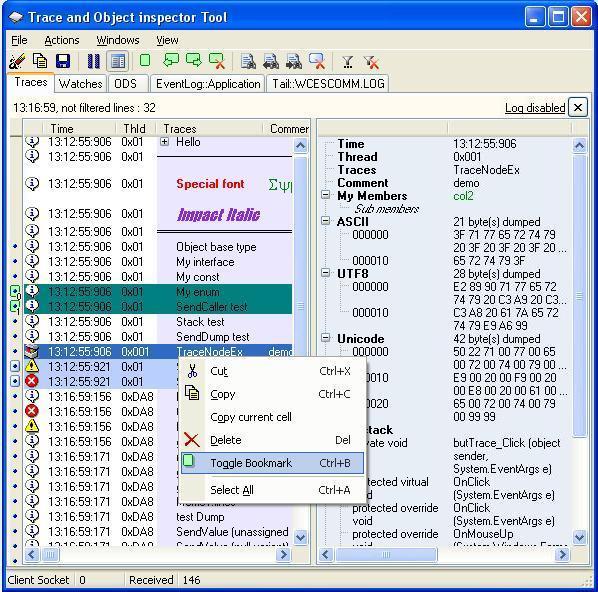 Trace and Object inspector Tool
File Actions Windows View
Traces Watches ODS EventLog::Application Tail::WCESCOMM.LOG
13:16:59, not filtered lines : 32
Log disabled
Time ThId Traces Commer
13:12:55:906 0x01 Hello
13:12:55:906 0x01
13:12:55:906 0x01 Special font Σψ
13:12:55:906 0x01 Impact Italic
13:12:55:906 0x01
13:12:55:906 0x01 Object base type
13:12:55:906 0x01 My interface
13:12:55:906 0x01 My const
13:12:55:906 0x01 My enum
13:12:55:906 0x01 SendCaller test
13:12:55:906 0x01 Stack test
13:12:55:906 0x01 SendDump test
13:12:55:906 0x001 TraceNodeEx demo
13:12:55:921 0x01
13:12:55:921 0x01
13:16:59:156 0xDA8
13:16:59:156 0xDA8
13:16:59:156 0xDA8
13:16:59:171 0xDA8
13:16:59:171 0xDA8
13:16:59:171 0xDA8
13:16:59:171 0xDA8
13:16:59:171 0xDA8
13:16:59:171 0xDA8 test Dump
13:16:59:171 0xDA8 SendValue (unassigned
13:16:59:171 0xDA8 SendValue (null variant)
Cut Ctrl+X
Copy Ctrl+C
Copy current cell
Delete Del
Toggle Bookmark Ctrl+B
Select All Ctrl+A
Time 13:12:55:906
Thread 0x001
Traces TraceNodeEx
Comment demo
My Members col2
Sub members
ASCII 21 byte(s) dumped
000000 3F 71 77 65 72 74 79
20 3F 20 3F 20 3F 20 ...
000010 65 72 74 79 3F
UTF8 28 byte(s) dumped
000000 E2 89 90 71 77 65 72
74 79 20 C3 A9 20 C3...
000010 C3 A8 20 61 7A 65 72
74 79 E9 A6 99
Unicode 42 byte(s) dumped
000000 50 22 71 00 77 00 65
00 72 00 74 00 79 00 ...
E9 00 20 00 F9 00 20
00 E8 00 20 00 61 00 ...
65 00 72 00 74 00 79
00 99 99
butTrace_Click (object
sender,
System.EventArgs e)
OnClick
(System.EventArgs e)
protected override OnClick
void (System.EventArgs e)
protected override OnMouseUp
void
Client Socket 0 Received 146